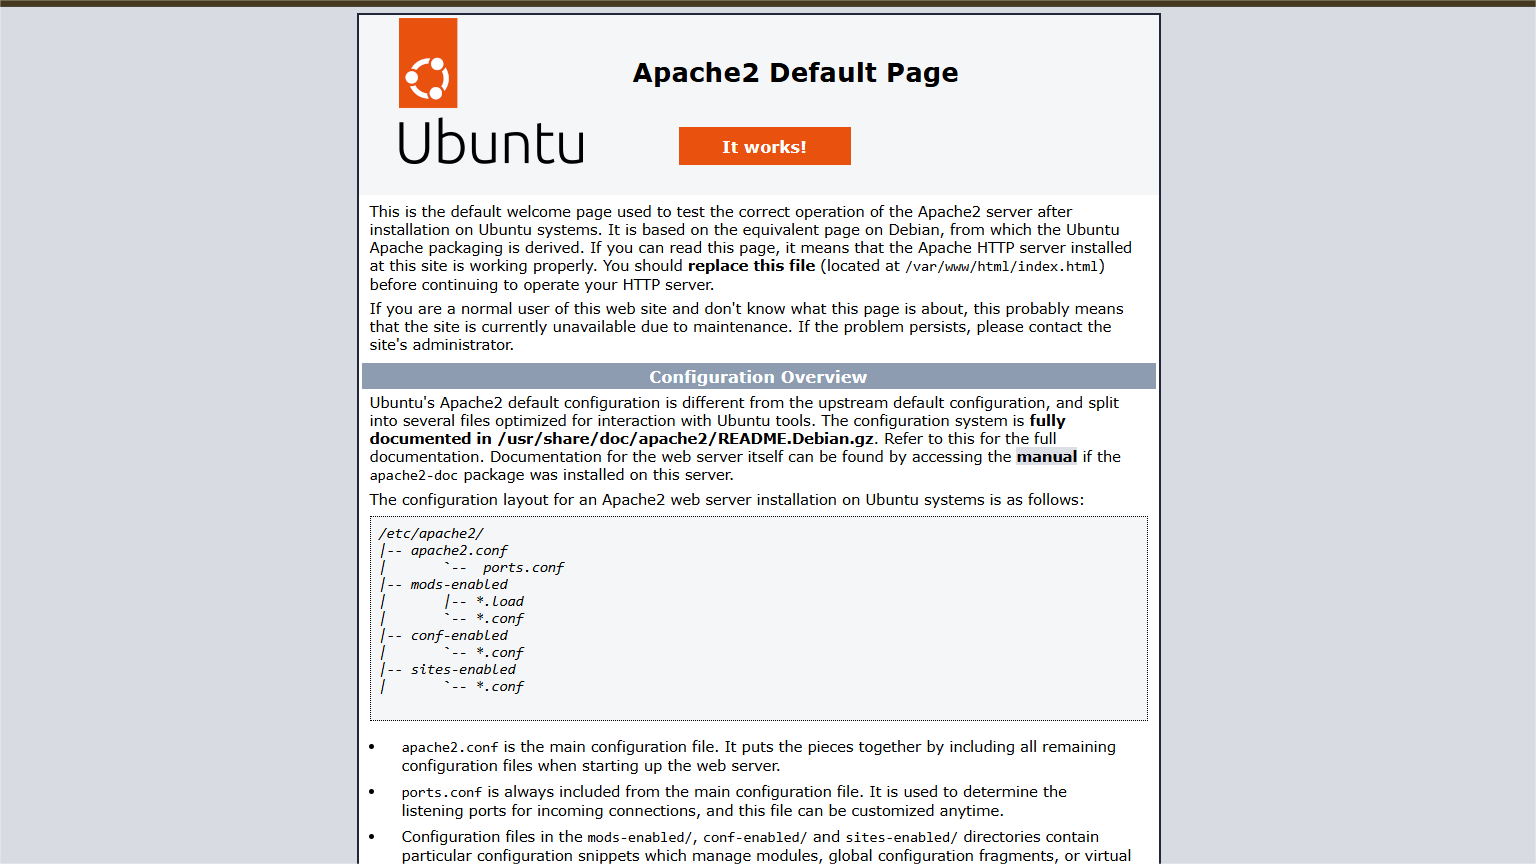 Apache2 Default Page
Ubuntu
It works!
This is the default welcome page used to test the correct operation of the Apache2 server after
installation on Ubuntu systems. It is based on the equivalent page on Debian, from which the Ubuntu
Apache packaging is derived. If you can read this page, it means that the Apache HTTP server installed
at this site is working properly. You should replace this file (located at /var/www/html/index.html)
before continuing to operate your HTTP server.
If you are a normal user of this web site and don't know what this page is about, this probably means
that the site is currently unavailable due to maintenance. If the problem persists, please contact the
site's administrator.
Configuration Overview
Ubuntu's Apache2 default configuration is different from the upstream default configuration, and split
into several files optimized for interaction with Ubuntu tools. The configuration system is fully
documented in /usr/share/doc/apache2/README.Debian.gz. Refer to this for the full
documentation. Documentation for the web server itself can be found by accessing the manual if the
apache2-doc package was installed on this server.
The configuration layout for an Apache2 web server installation on Ubuntu systems is as follows:
/etc/apache2/
|-- apache2.conf
|       `--  ports.conf
|-- mods-enabled
|       |-- *.load
|       `-- *.conf
|-- conf-enabled
|       `-- *.conf
|-- sites-enabled
|       `-- *.conf
• apache2.conf is the main configuration file. It puts the pieces together by including all remaining
configuration files when starting up the web server.
• ports.conf is always included from the main configuration file. It is used to determine the
listening ports for incoming connections, and this file can be customized anytime.
• Configuration files in the mods-enabled/, conf-enabled/ and sites-enabled/ directories contain
particular configuration snippets which manage modules, global configuration fragments, or virtual